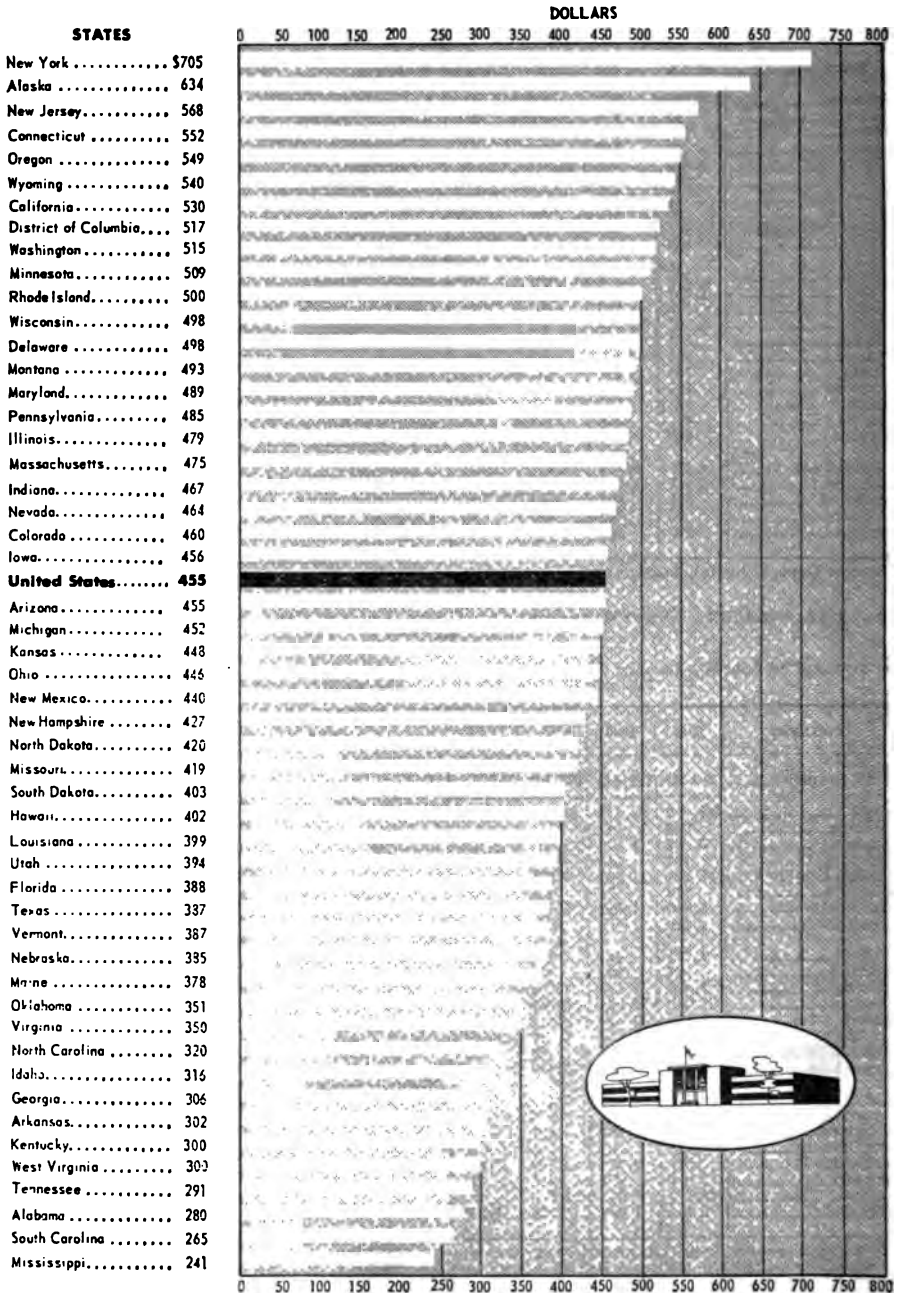 DOLLARS
STATES
0 50 100 150 200 250 300 350 400 450 500 550 600 650 700 750 800
New York ............ $705
Alaska .............. 634
New Jersey........... 568
Connecticut .......... 552
Oregon .............. 549
Wyoming ............ 540
California............ 530
District of Columbia.... 517
Washington........... 515
Minnesota............ 509
Rhode Island.......... 500
Wisconsin............ 498
Delaware ............ 498
Montana ............. 493
Maryland............. 489
Pennsylvania......... 485
Illinois.............. 479
Massachusetts........ 475
Indiana.............. 467
Nevada.............. 464
Colorado ............ 460
Iowa................ 456
United States....... 455
Arizona............. 455
Michigan............ 452
Kansas ............. 448
Ohio ............... 446
New Mexico.......... 440
New Hampshire ........ 427
North Dakota.......... 420
Missouri............. 419
South Dakota.......... 403
Hawaii.............. 402
Louisiana ............ 399
Utah ................ 394
Florida .............. 388
Texas ............... 387
Vermont.............. 387
Nebraska............. 385
Maine ............... 378
Oklahoma ............ 351
Virginia ............. 350
North Carolina ........ 320
Idaho............... 316
Georgia.............. 306
Arkansas............. 302
Kentucky............. 300
West Virginia ......... 300
Tennessee ............ 291
Alabama ............. 280
South Carolina ........ 265
Mississippi............ 241
0 50 100 150 200 250 300 350 400 450 500 550 600 650 700 750 800